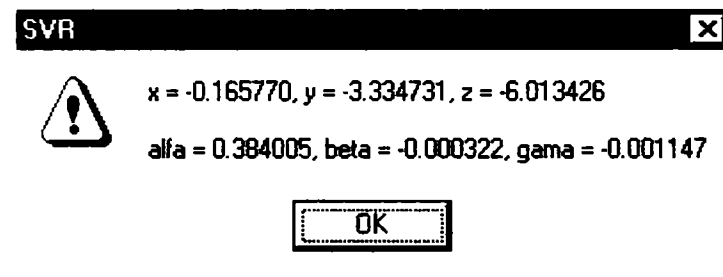 SVR
x = -0.165770, y = -3.334731, z = -6.013426
alfa = 0.384005, beta = -0.000322, gama = -0.001147
OK